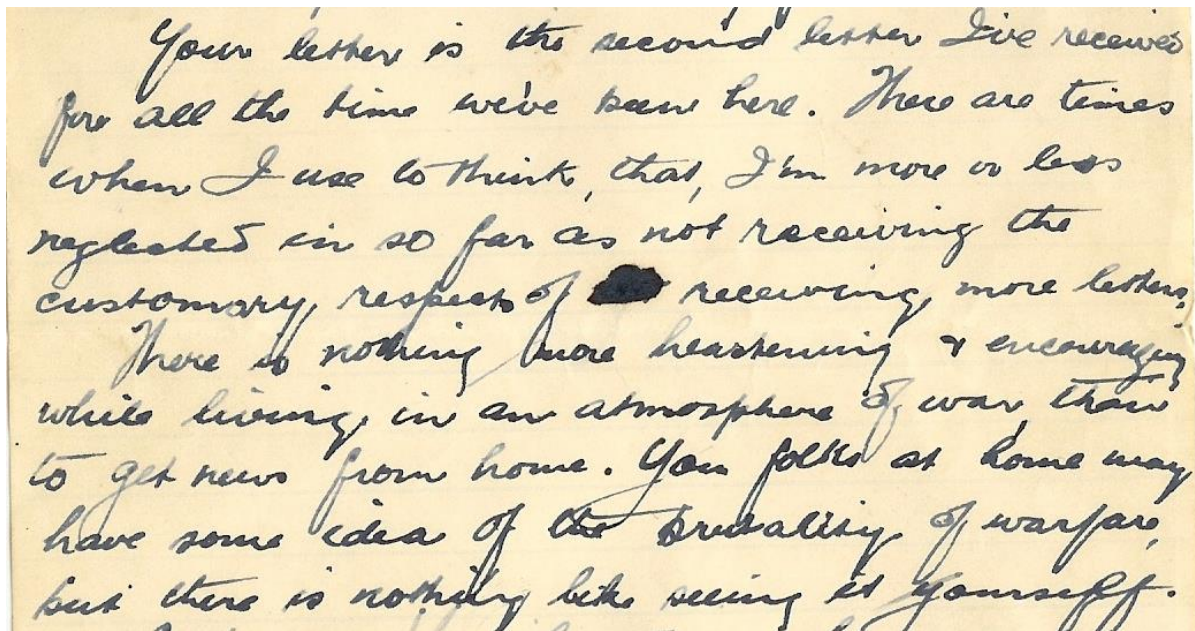 Your letter is the second letter I've received
for all the time we've been here. There are times
when I use to think, that, I'm more or less
neglected in so far as not receiving the
customary, respects of receiving, more letters.
There is nothing more heartening & encouraging
while living, in an atmosphere of war, than
to get news from home. You folks at home may
have some idea of the brutality, of warfare,
but there is nothing like seeing it yourself.